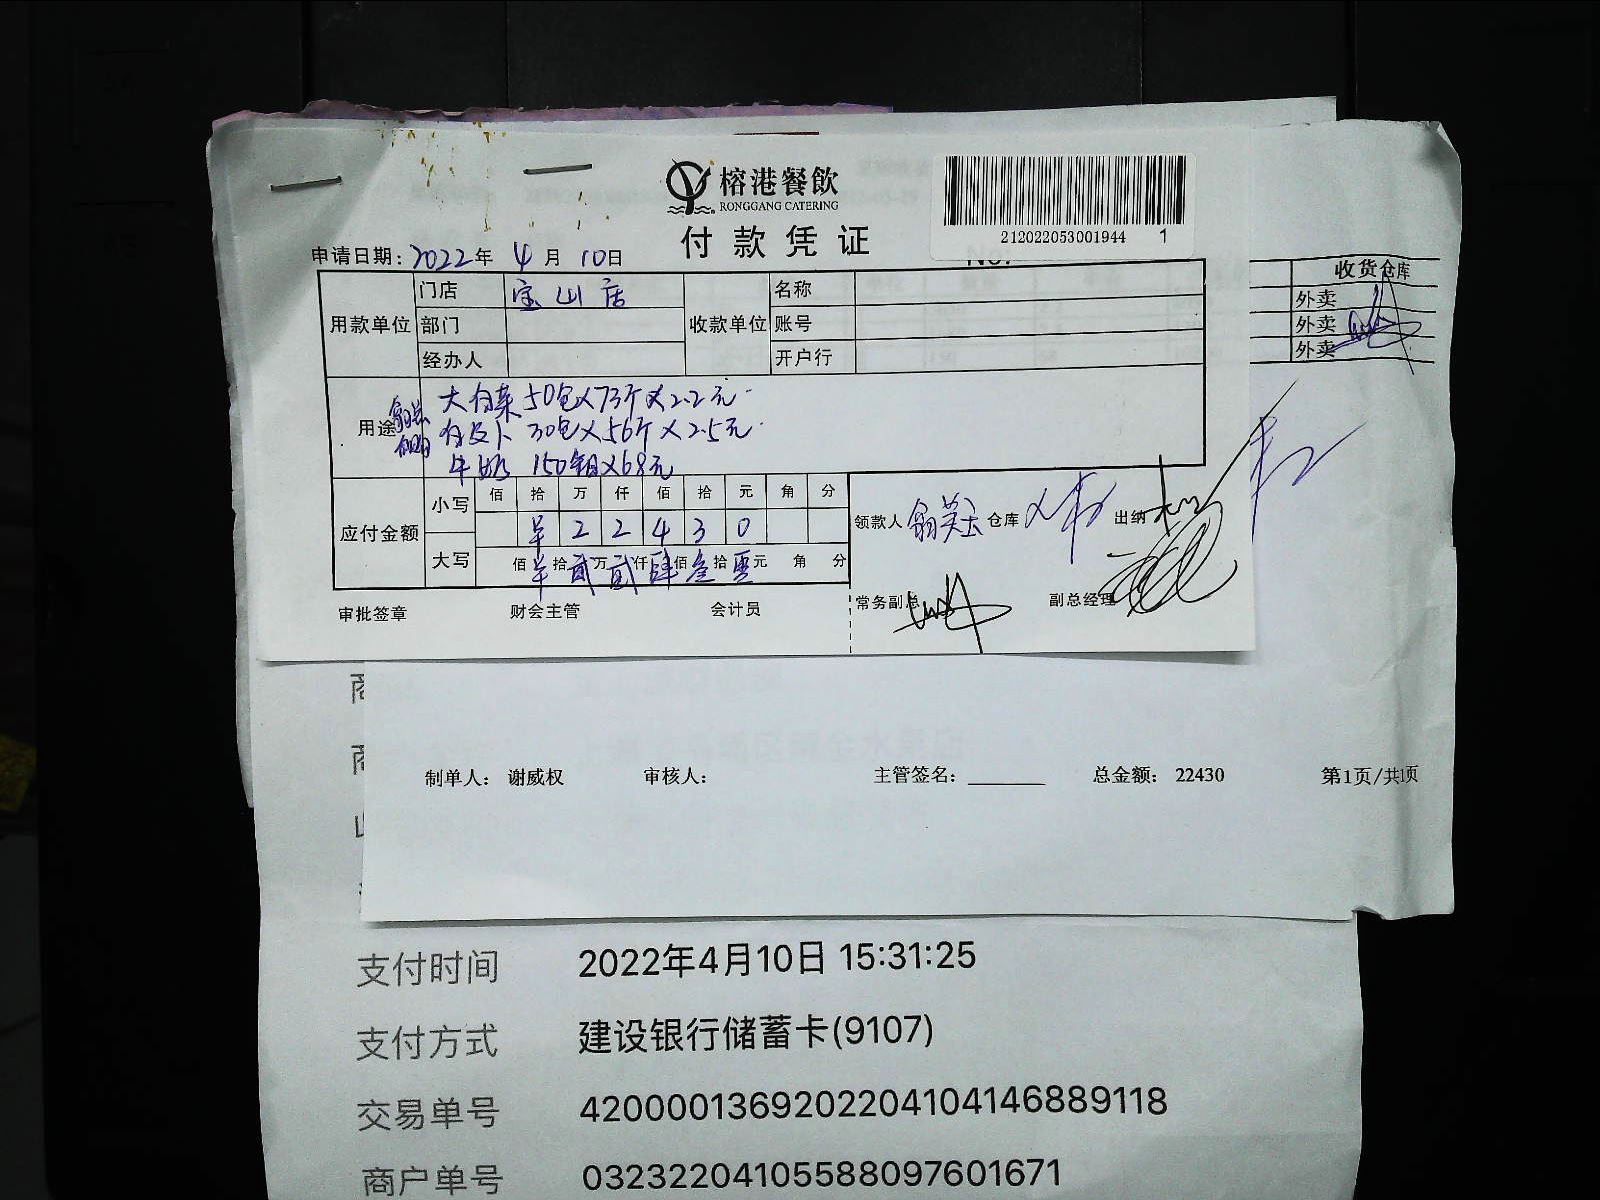 榕港餐飲
RONGGANG CATERING
212022053001944 1
付款凭证
申请日期:2022年 4月 10日
用款单位 门店 宝山店 收款单位 名称
部门 账号
经办人 开户行
收货仓库
外卖
外卖
外卖
用途 大白菜 50包×73斤×2.2元
白皮卜 30包×56斤×2.5元
牛奶 150箱×68元
应付金额 小写 佰 拾 万 仟 佰 拾 元 角 分
2 2 4 3 0
大写 佰 拾 贰万 贰仟 肆佰 叁拾 零元 角 分
领款人 翁英玉 仓库 出纳
审批签章 财会主管 会计员 常务副总 副总经理
制单人: 谢威权 审核人: 主管签名: 总金额: 22430 第1页/共1页
支付时间 2022年4月10日 15:31:25
支付方式 建设银行储蓄卡(9107)
交易单号 4200001369202204104146889118
商户单号 03232204105588097601671